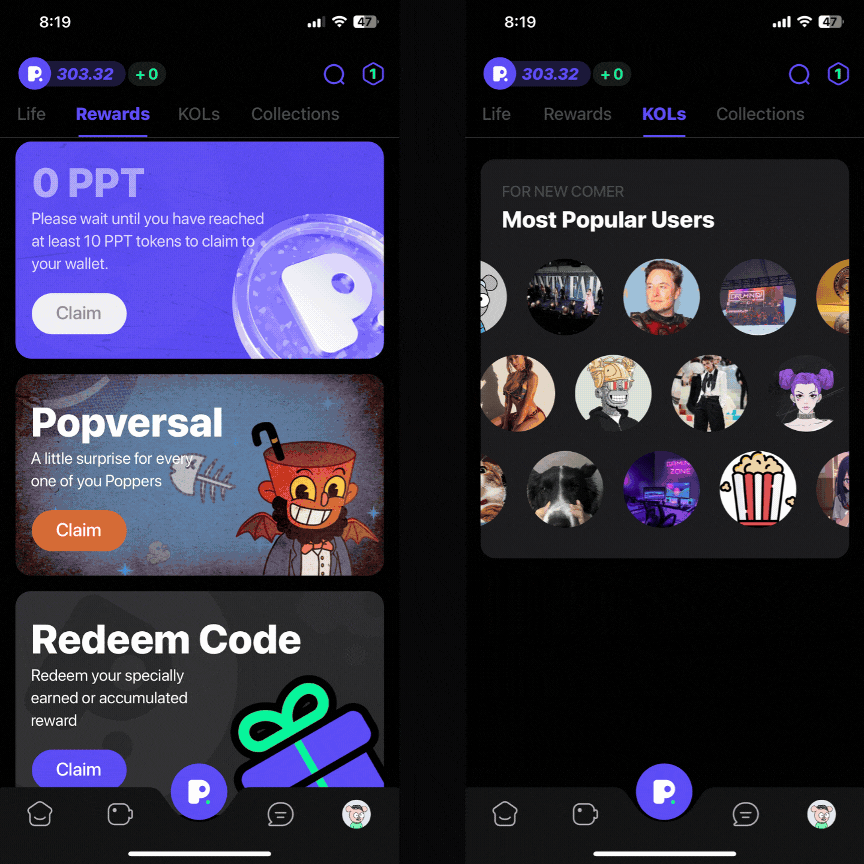 8:19
47
P. 303.32 +0
1
Life Rewards KOLs Collections
0 PPT
Please wait until you have reached
at least 10 PPT tokens to claim to
your wallet.
Claim
Popversal
A little surprise for every
one of you Poppers
Claim
Redeem Code
Redeem your specially
earned or accumulated
reward
Claim
P.
8:19
47
P. 303.32 +0
1
Life Rewards KOLs Collections
FOR NEW COMER
Most Popular Users
GAMING
ZONE
P.